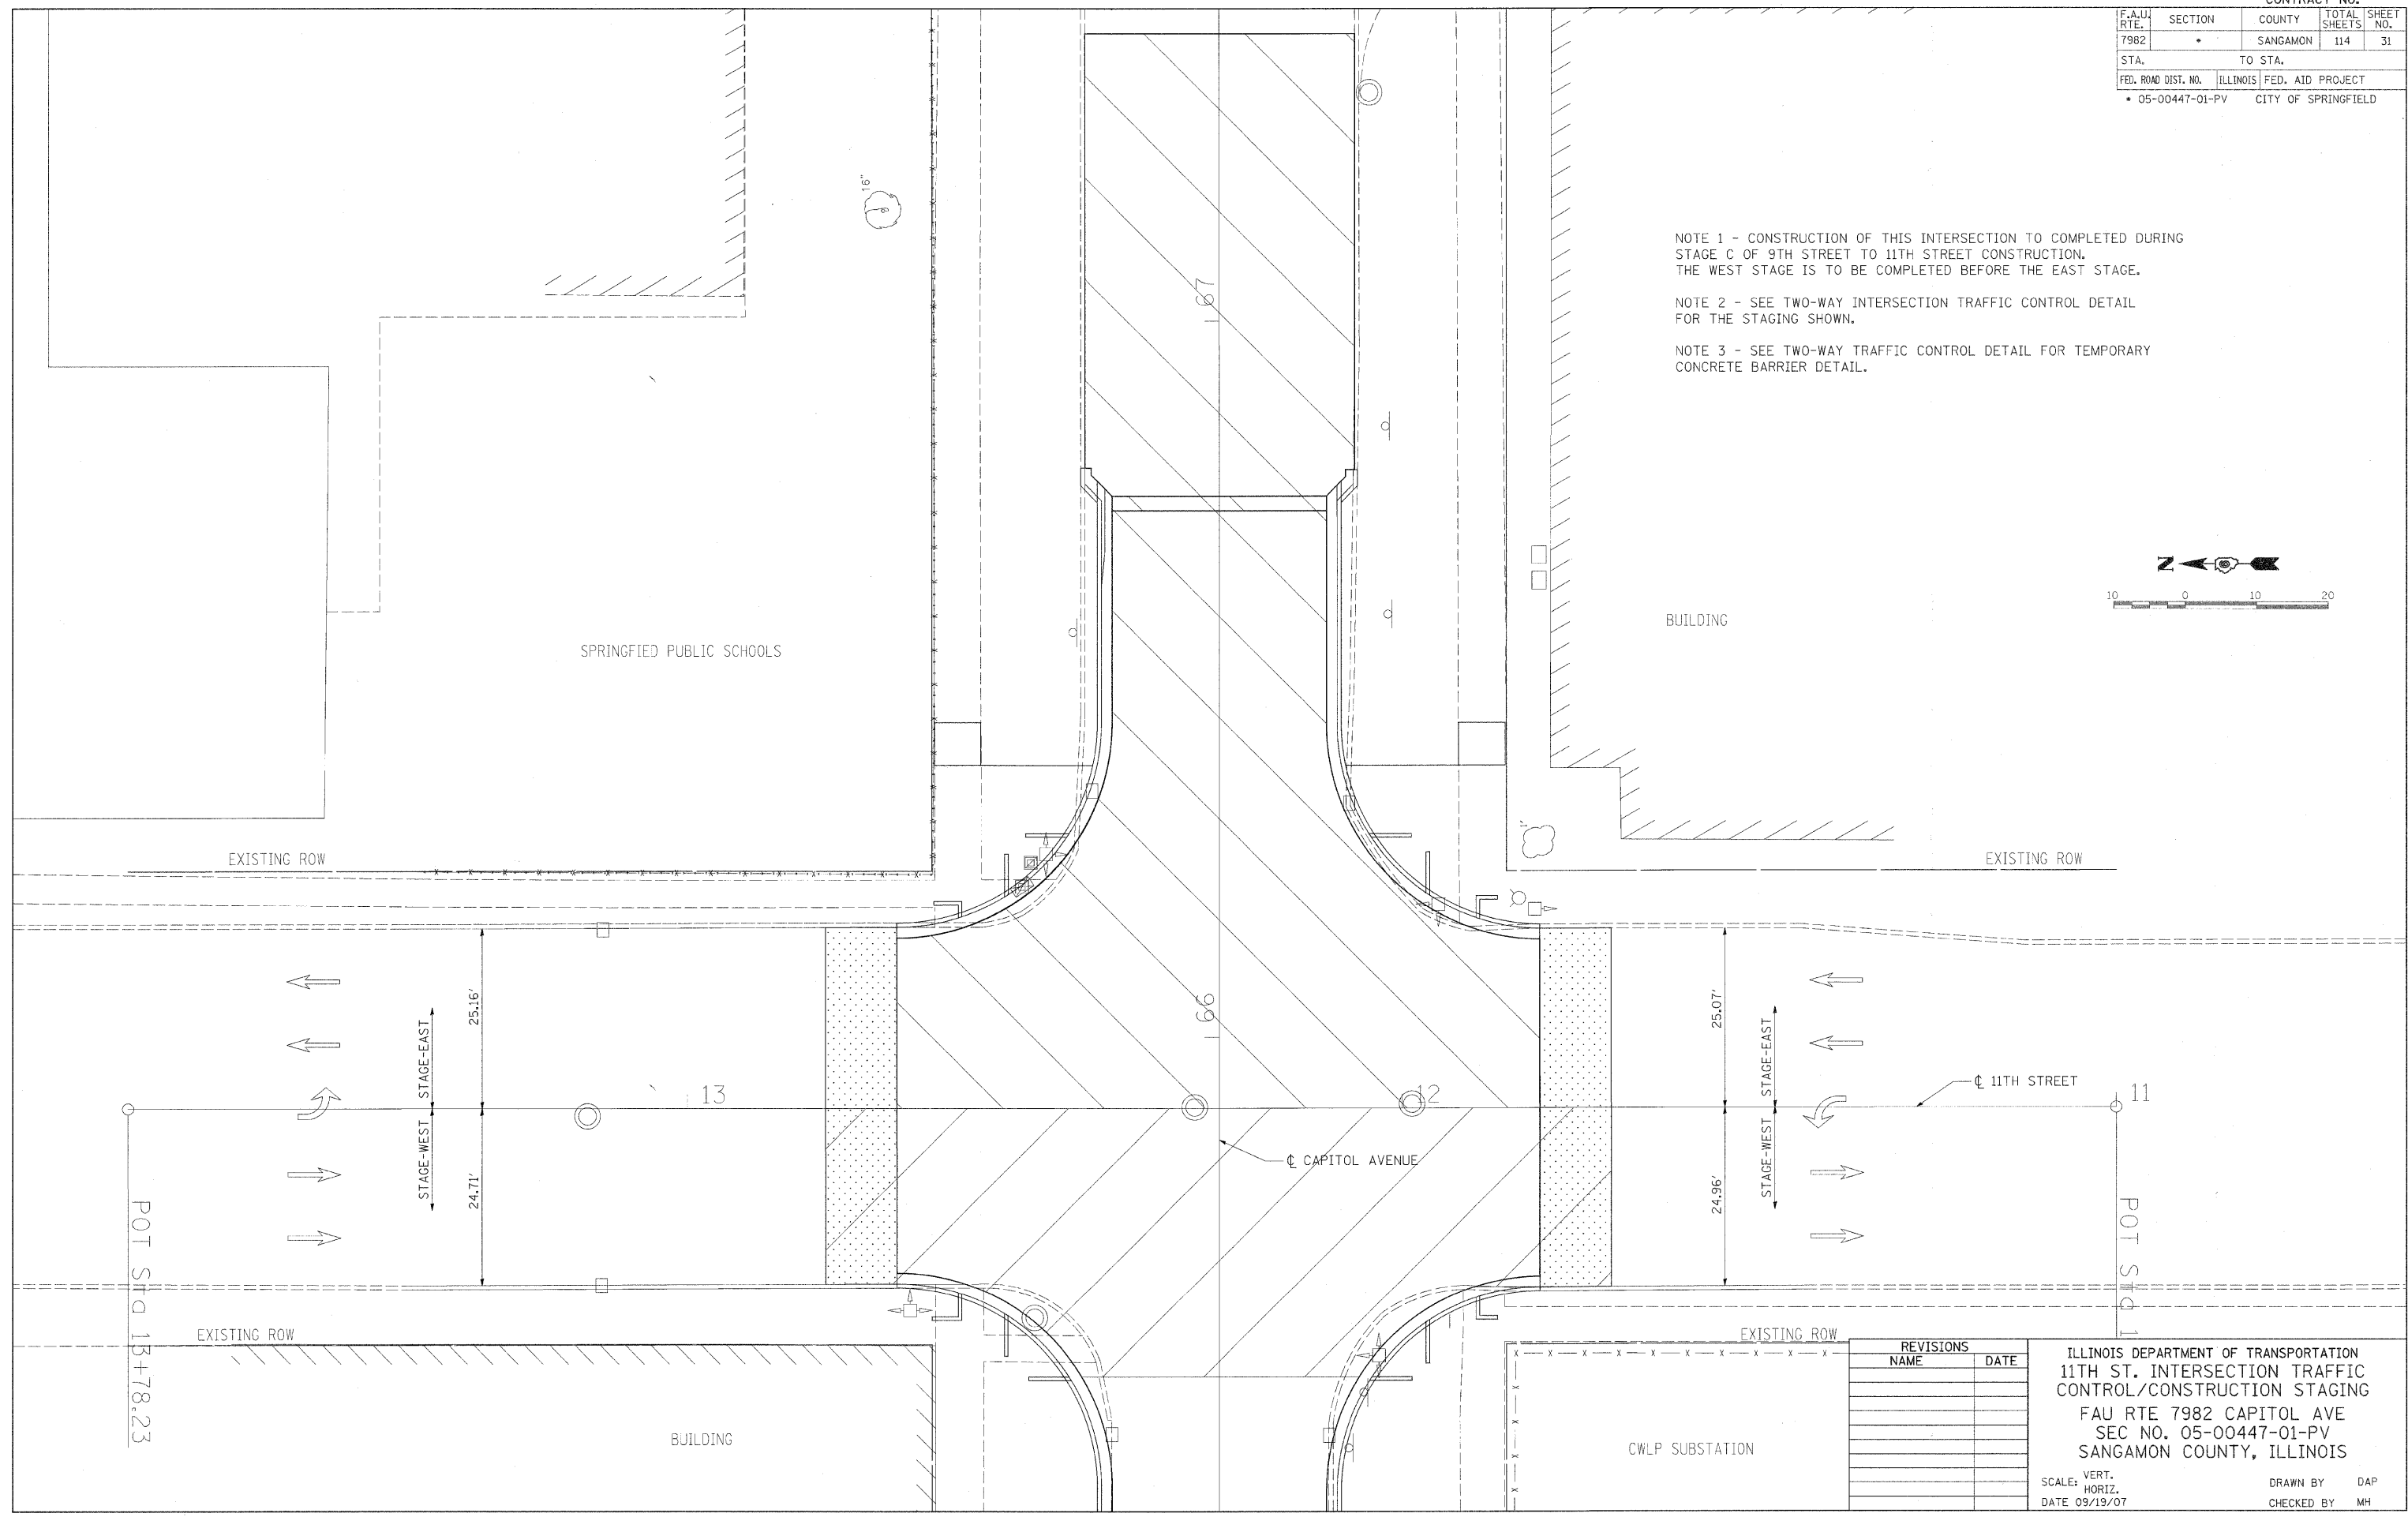 CONTRACT NO.
F.A.U. RTE. SECTION COUNTY TOTAL SHEETS SHEET NO.
7982 * SANGAMON 114 31
STA. TO STA.
FED. ROAD DIST. NO. ILLINOIS FED. AID PROJECT
* 05-00447-01-PV CITY OF SPRINGFIELD
16"
67
NOTE 1 - CONSTRUCTION OF THIS INTERSECTION TO COMPLETED DURING
STAGE C OF 9TH STREET TO 11TH STREET CONSTRUCTION.
THE WEST STAGE IS TO BE COMPLETED BEFORE THE EAST STAGE.
NOTE 2 - SEE TWO-WAY INTERSECTION TRAFFIC CONTROL DETAIL
FOR THE STAGING SHOWN.
NOTE 3 - SEE TWO-WAY TRAFFIC CONTROL DETAIL FOR TEMPORARY
CONCRETE BARRIER DETAIL.
N
10 0 10 20
BUILDING
SPRINGFIED PUBLIC SCHOOLS
1'
EXISTING ROW
EXISTING ROW
25.16'
STAGE-EAST
66
25.07'
STAGE-EAST
13
12
℄ 11TH STREET
11
STAGE-WEST
24.71'
℄ CAPITOL AVENUE
24.96'
STAGE-WEST
POT Sta 13+78.23
POT Sta 1
EXISTING ROW
EXISTING ROW
BUILDING
CWLP SUBSTATION
REVISIONS
NAME DATE
ILLINOIS DEPARTMENT OF TRANSPORTATION
11TH ST. INTERSECTION TRAFFIC
CONTROL/CONSTRUCTION STAGING
FAU RTE 7982 CAPITOL AVE
SEC NO. 05-00447-01-PV
SANGAMON COUNTY, ILLINOIS
SCALE: VERT.
HORIZ.
DATE 09/19/07
DRAWN BY DAP
CHECKED BY MH